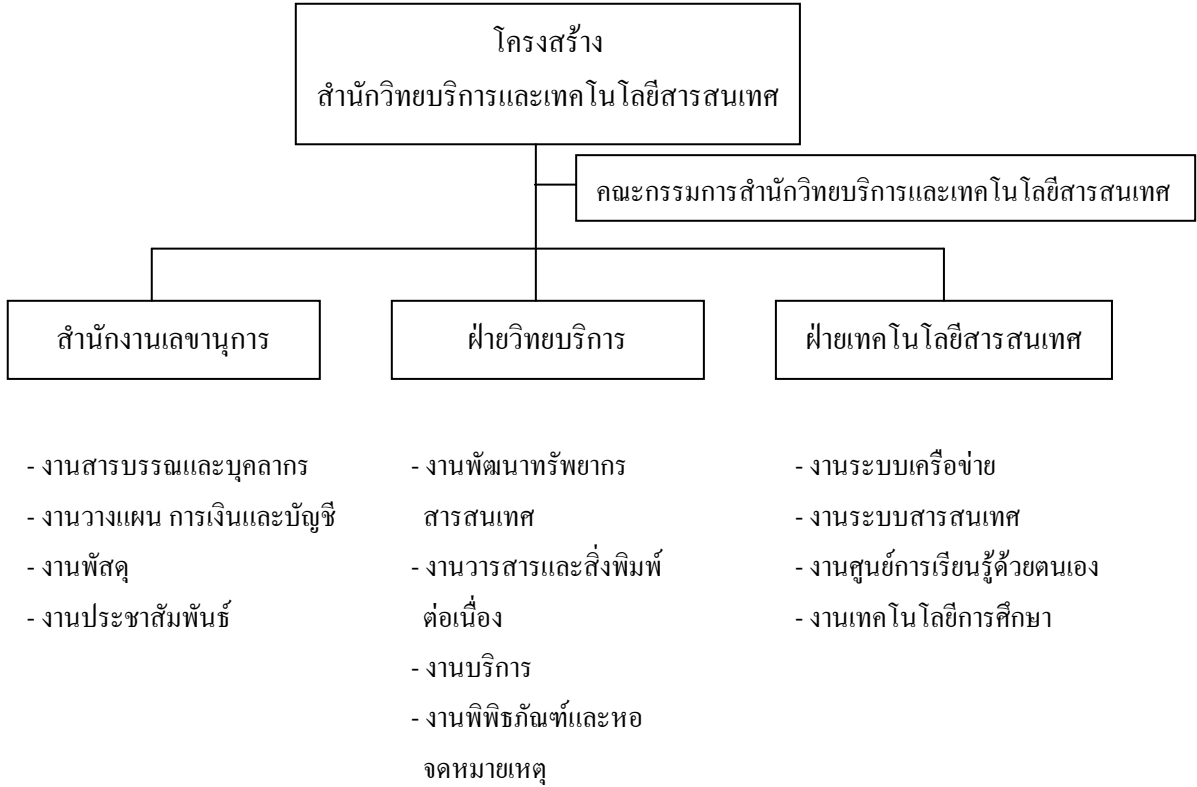 โครงสร้าง
สำนักวิทยบริการและเทคโนโลยีสารสนเทศ
คณะกรรมการสำนักวิทยบริการและเทคโนโลยีสารสนเทศ
สำนักงานเลขานุการ
ฝ่ายวิทยบริการ
ฝ่ายเทคโนโลยีสารสนเทศ
- งานสารบรรณและบุคลากร
- งานวางแผน การเงินและบัญชี
- งานพัสดุ
- งานประชาสัมพันธ์
- งานพัฒนาทรัพยากร
สารสนเทศ
- งานวารสารและสิ่งพิมพ์
ต่อเนื่อง
- งานบริการ
- งานพิพิธภัณฑ์และหอ
จดหมายเหตุ
- งานระบบเครือข่าย
- งานระบบสารสนเทศ
- งานศูนย์การเรียนรู้ด้วยตนเอง
- งานเทคโนโลยีการศึกษา